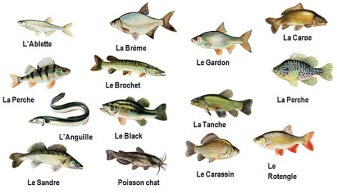 L'Ablette
La Brème
Le Gardon
La Carpe
La Perche
Le Brochet
La Perche
L'Anguille
Le Black
La Tanche
Le Sandre
Poisson chat
Le Carassin
Le
Rotengle